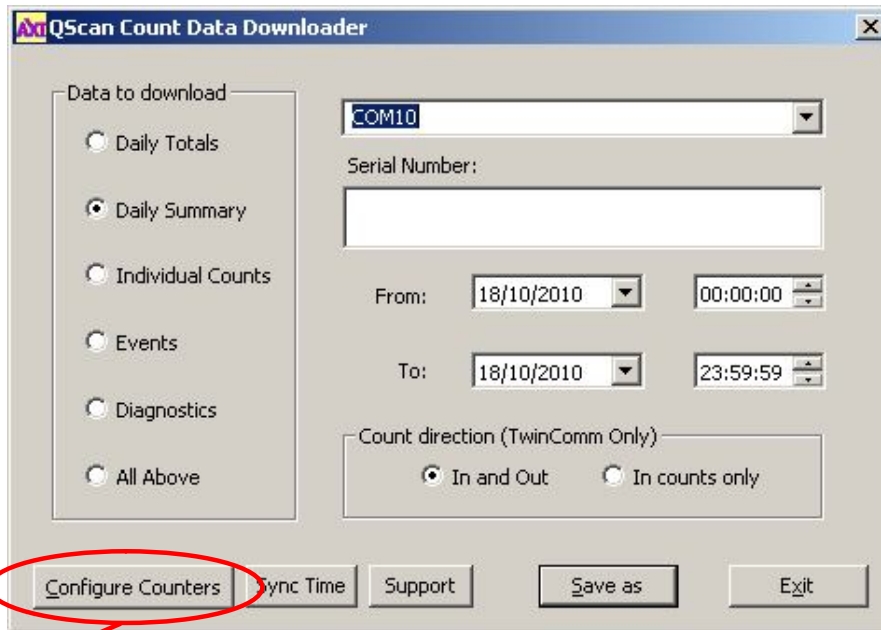 AXT QScan Count Data Downloader
Data to download
Daily Totals
Daily Summary
Individual Counts
Events
Diagnostics
All Above
COM10
Serial Number:
From: 18/10/2010 00:00:00
To: 18/10/2010 23:59:59
Count direction (TwinComm Only)
In and Out In counts only
Configure Counters Sync Time Support Save as Exit